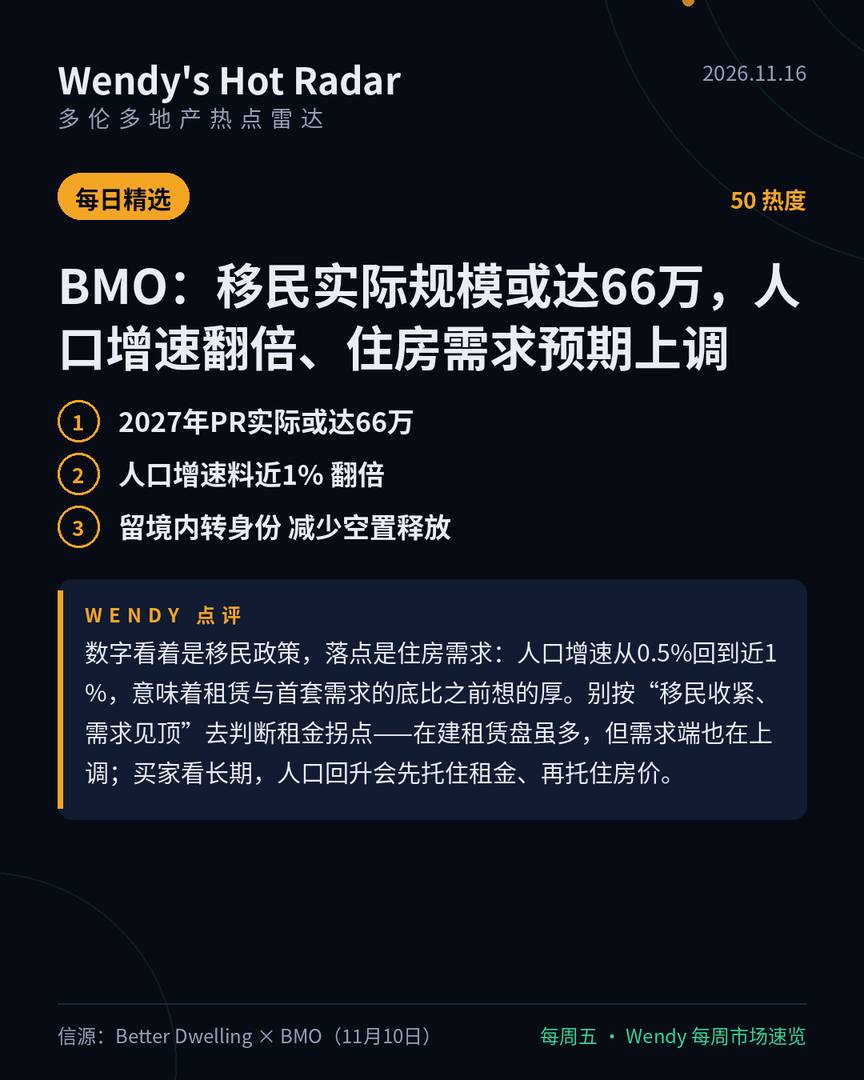 Wendy's Hot Radar
2026.11.16
多伦多地产热点雷达
每日精选
50 热度
BMO：移民实际规模或达66万，人
口增速翻倍、住房需求预期上调
1 2027年PR实际或达66万
2 人口增速料近1% 翻倍
3 留境内转身份 减少空置释放
WENDY 点评
数字看着是移民政策，落点是住房需求：人口增速从0.5%回到近1
%，意味着租赁与首套需求的底比之前想的厚。别按“移民收紧、
需求见顶”去判断租金拐点——在建租赁盘虽多，但需求端也在上
调；买家看长期，人口回升会先托住租金、再托住房价。
信源：Better Dwelling × BMO（11月10日）
每周五 · Wendy 每周市场速览